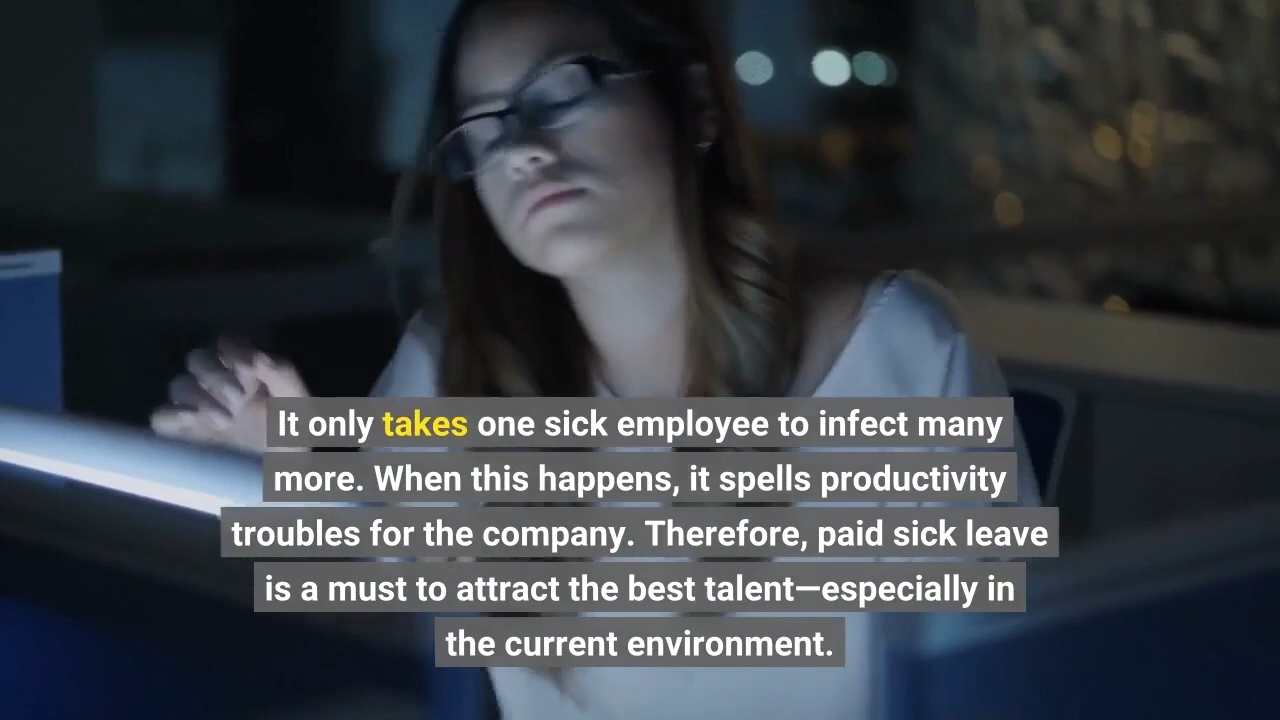 It only takes one sick employee to infect many
more. When this happens, it spells productivity
troubles for the company. Therefore, paid sick leave
is a must to attract the best talent—especially in
the current environment.